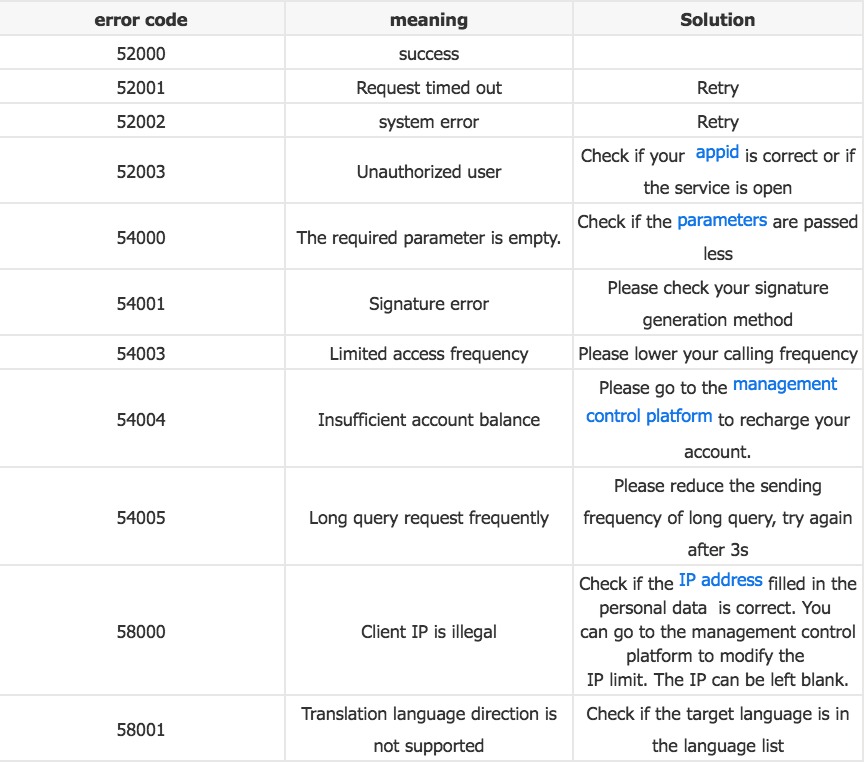 error code meaning Solution
52000 success
52001 Request timed out Retry
52002 system error Retry
52003 Unauthorized user Check if your appid is correct or if
the service is open
54000 The required parameter is empty. Check if the parameters are passed
less
54001 Signature error Please check your signature
generation method
54003 Limited access frequency Please lower your calling frequency
54004 Insufficient account balance Please go to the management
control platform to recharge your
account.
54005 Long query request frequently Please reduce the sending
frequency of long query, try again
after 3s
58000 Client IP is illegal Check if the IP address filled in the
personal data is correct. You
can go to the management control
platform to modify the
IP limit. The IP can be left blank.
58001 Translation language direction is
not supported Check if the target language is in
the language list